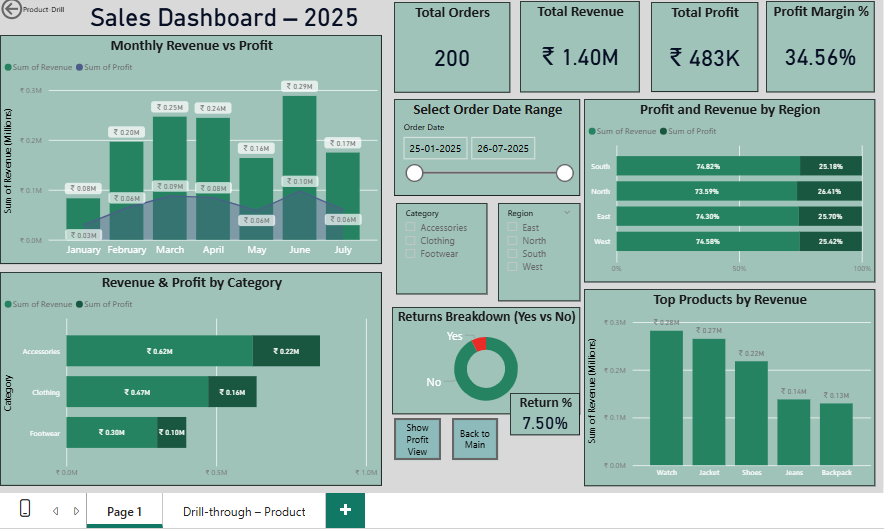 Product Drill
Sales Dashboard – 2025
Total Orders
200
Total Revenue
₹ 1.40M
Total Profit
₹ 483K
Profit Margin %
34.56%
Monthly Revenue vs Profit
Sum of Revenue Sum of Profit
Sum of Revenue (Millions)
₹ 0.3M
₹ 0.2M
₹ 0.1M
₹ 0.0M
₹ 0.08M
₹ 0.20M
₹ 0.25M
₹ 0.24M
₹ 0.16M
₹ 0.29M
₹ 0.17M
₹ 0.03M
₹ 0.06M
₹ 0.09M
₹ 0.08M
₹ 0.06M
₹ 0.10M
₹ 0.06M
January February March April May June July
Select Order Date Range
Order Date
25-01-2025 26-07-2025
Category
Accessories
Clothing
Footwear
Region
East
North
South
West
Profit and Revenue by Region
Sum of Revenue Sum of Profit
South 74.82% 25.18%
North 73.59% 26.41%
East 74.30% 25.70%
West 74.58% 25.42%
0% 50% 100%
Revenue & Profit by Category
Sum of Revenue Sum of Profit
Category
Accessories ₹ 0.62M ₹ 0.22M
Clothing ₹ 0.47M ₹ 0.16M
Footwear ₹ 0.30M ₹ 0.10M
₹ 0.0M ₹ 0.5M ₹ 1.0M
Returns Breakdown (Yes vs No)
Yes
No
Return %
7.50%
Show
Profit
View
Back to
Main
Top Products by Revenue
Sum of Revenue (Millions)
₹ 0.3M
₹ 0.2M
₹ 0.1M
₹ 0.0M
₹ 0.28M
₹ 0.27M
₹ 0.22M
₹ 0.14M
₹ 0.13M
Watch Jacket Shoes Jeans Backpack
Page 1 Drill-through – Product +